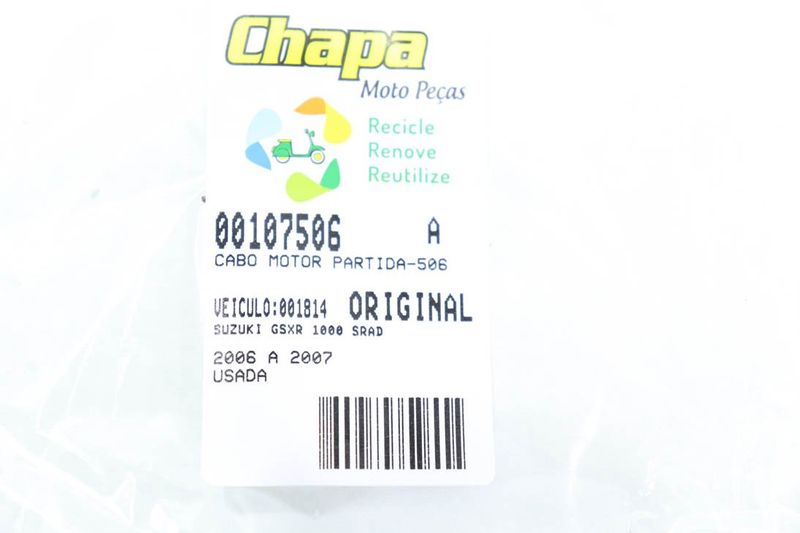 Chapa
Moto Peças
Recicle
Renove
Reutilize
00107506 A
CABO MOTOR PARTIDA-506
VEICULO:001814 ORIGINAL
SUZUKI GSXR 1000 SRAD
2006 A 2007
USADA